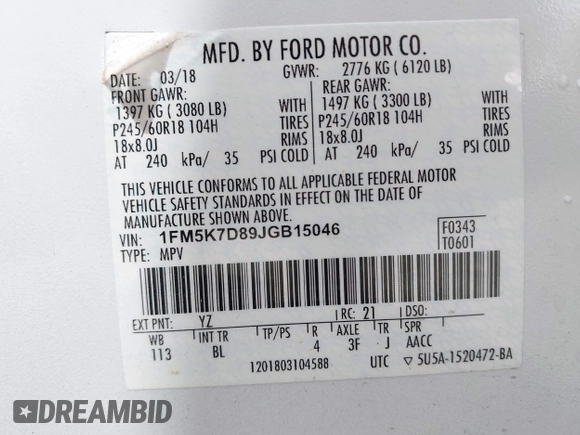 MFD. BY FORD MOTOR CO.
DATE: 03/18 GVWR: 2776 KG ( 6120 LB)
FRONT GAWR: REAR GAWR:
1397 KG ( 3080 LB) WITH 1497 KG ( 3300 LB) WITH
P245/60R18 104H TIRES P245/60R18 104H TIRES
18x8.0J RIMS 18x8.0J RIMS
AT 240 kPa/ 35 PSI COLD AT 240 kPa/ 35 PSI COLD
THIS VEHICLE CONFORMS TO ALL APPLICABLE FEDERAL MOTOR
VEHICLE SAFETY STANDARDS IN EFFECT ON THE DATE OF
MANUFACTURE SHOWN ABOVE.
VIN: 1FM5K7D89JGB15046 F0343
TYPE: MPV T0601
EXT PNT: YZ RC: 21 DSO:
WB INT TR TP/PS R AXLE TR SPR
113 BL 4 3F J AACC
1201803104588 UTC ▽ 5U5A-1520472-BA
DREAMBID